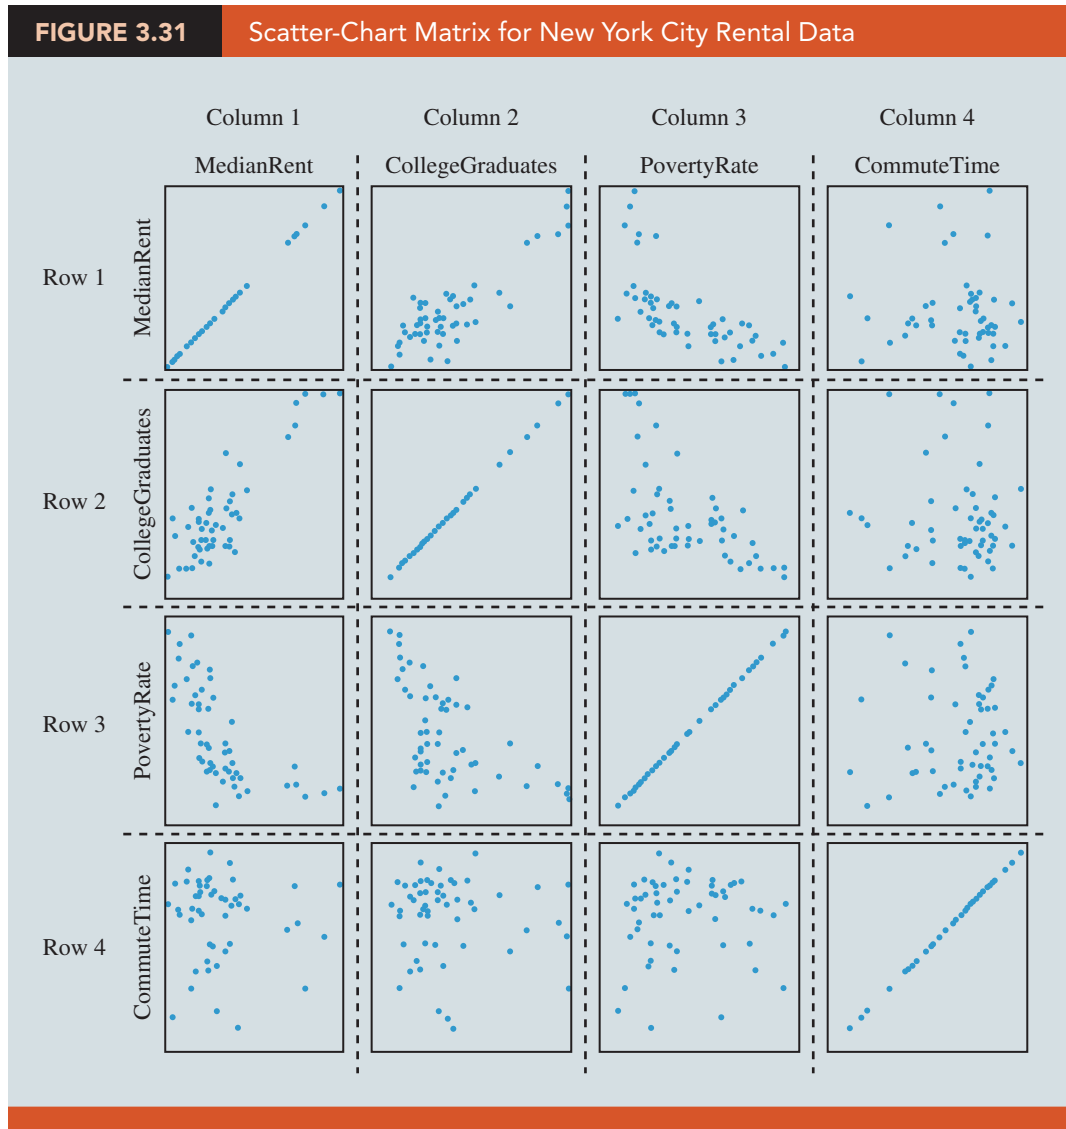 FIGURE 3.31 Scatter-Chart Matrix for New York City Rental Data
Column 1 Column 2 Column 3 Column 4
MedianRent CollegeGraduates PovertyRate CommuteTime
Row 1 MedianRent
Row 2 CollegeGraduates
Row 3 PovertyRate
Row 4 CommuteTime